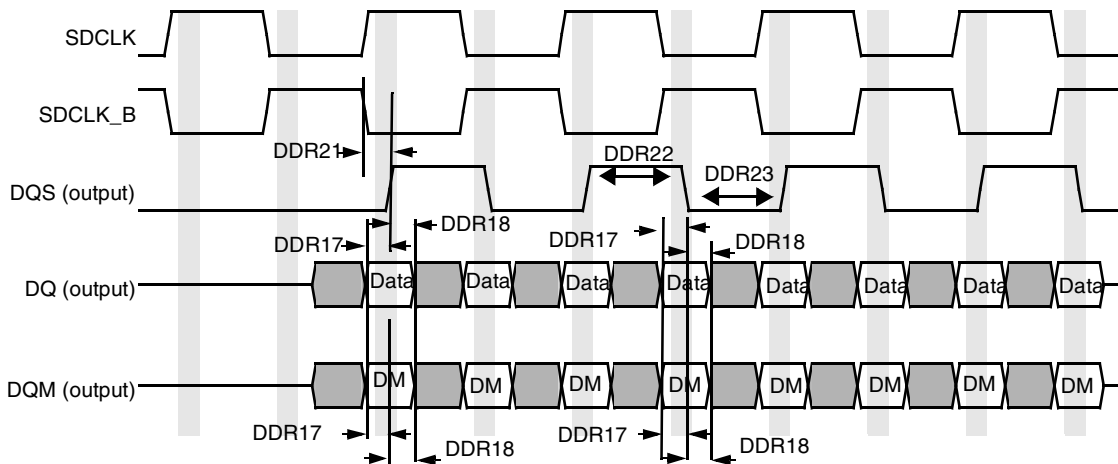 SDCLK
SDCLK_B
DDR21
DDR22
DDR23
DQS (output)
DDR18
DDR17
DDR17
DDR18
DQ (output)
Data
Data
Data
Data
Data
Data
Data
Data
DQM (output)
DM
DM
DM
DM
DM
DM
DM
DM
DDR17
DDR18
DDR17
DDR18